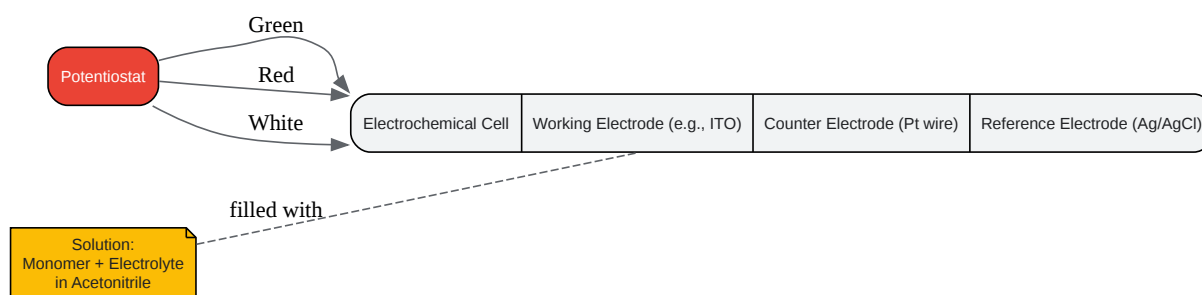 Green
Potentiostat
Red
White
Electrochemical Cell
Working Electrode (e.g., ITO)
Counter Electrode (Pt wire)
Reference Electrode (Ag/AgCl)
filled with
Solution:
Monomer + Electrolyte
in Acetonitrile